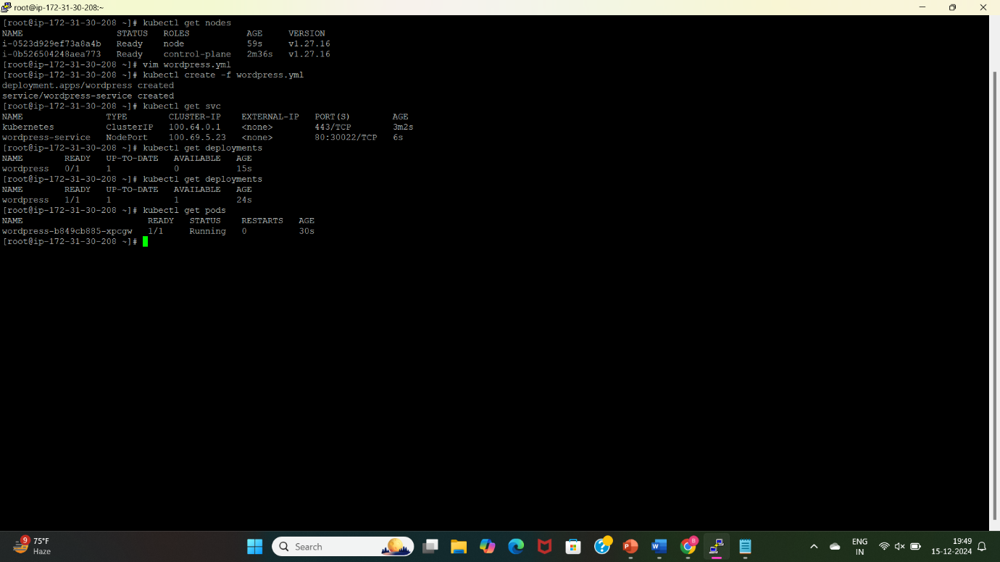 root@ip-172-31-30-208:~
[root@ip-172-31-30-208 ~]# kubectl get nodes
NAME                  STATUS   ROLES           AGE     VERSION
i-0523d929ef73a8a4b   Ready    node            59s     v1.27.16
i-0b526504248aea773   Ready    control-plane   2m36s   v1.27.16
[root@ip-172-31-30-208 ~]# vim wordpress.yml
[root@ip-172-31-30-208 ~]# kubectl create -f wordpress.yml
deployment.apps/wordpress created
service/wordpress-service created
[root@ip-172-31-30-208 ~]# kubectl get svc
NAME                TYPE        CLUSTER-IP    EXTERNAL-IP   PORT(S)        AGE
kubernetes          ClusterIP   100.64.0.1    <none>        443/TCP        3m2s
wordpress-service   NodePort    100.69.5.23   <none>        80:30022/TCP   6s
[root@ip-172-31-30-208 ~]# kubectl get deployments
NAME        READY   UP-TO-DATE   AVAILABLE   AGE
wordpress   0/1     1            0           15s
[root@ip-172-31-30-208 ~]# kubectl get deployments
NAME        READY   UP-TO-DATE   AVAILABLE   AGE
wordpress   1/1     1            1           24s
[root@ip-172-31-30-208 ~]# kubectl get pods
NAME                        READY   STATUS    RESTARTS   AGE
wordpress-b849cb885-xpcgw   1/1     Running   0          30s
[root@ip-172-31-30-208 ~]#
9
75°F
Haze
Search
ENG
IN
19:49
15-12-2024